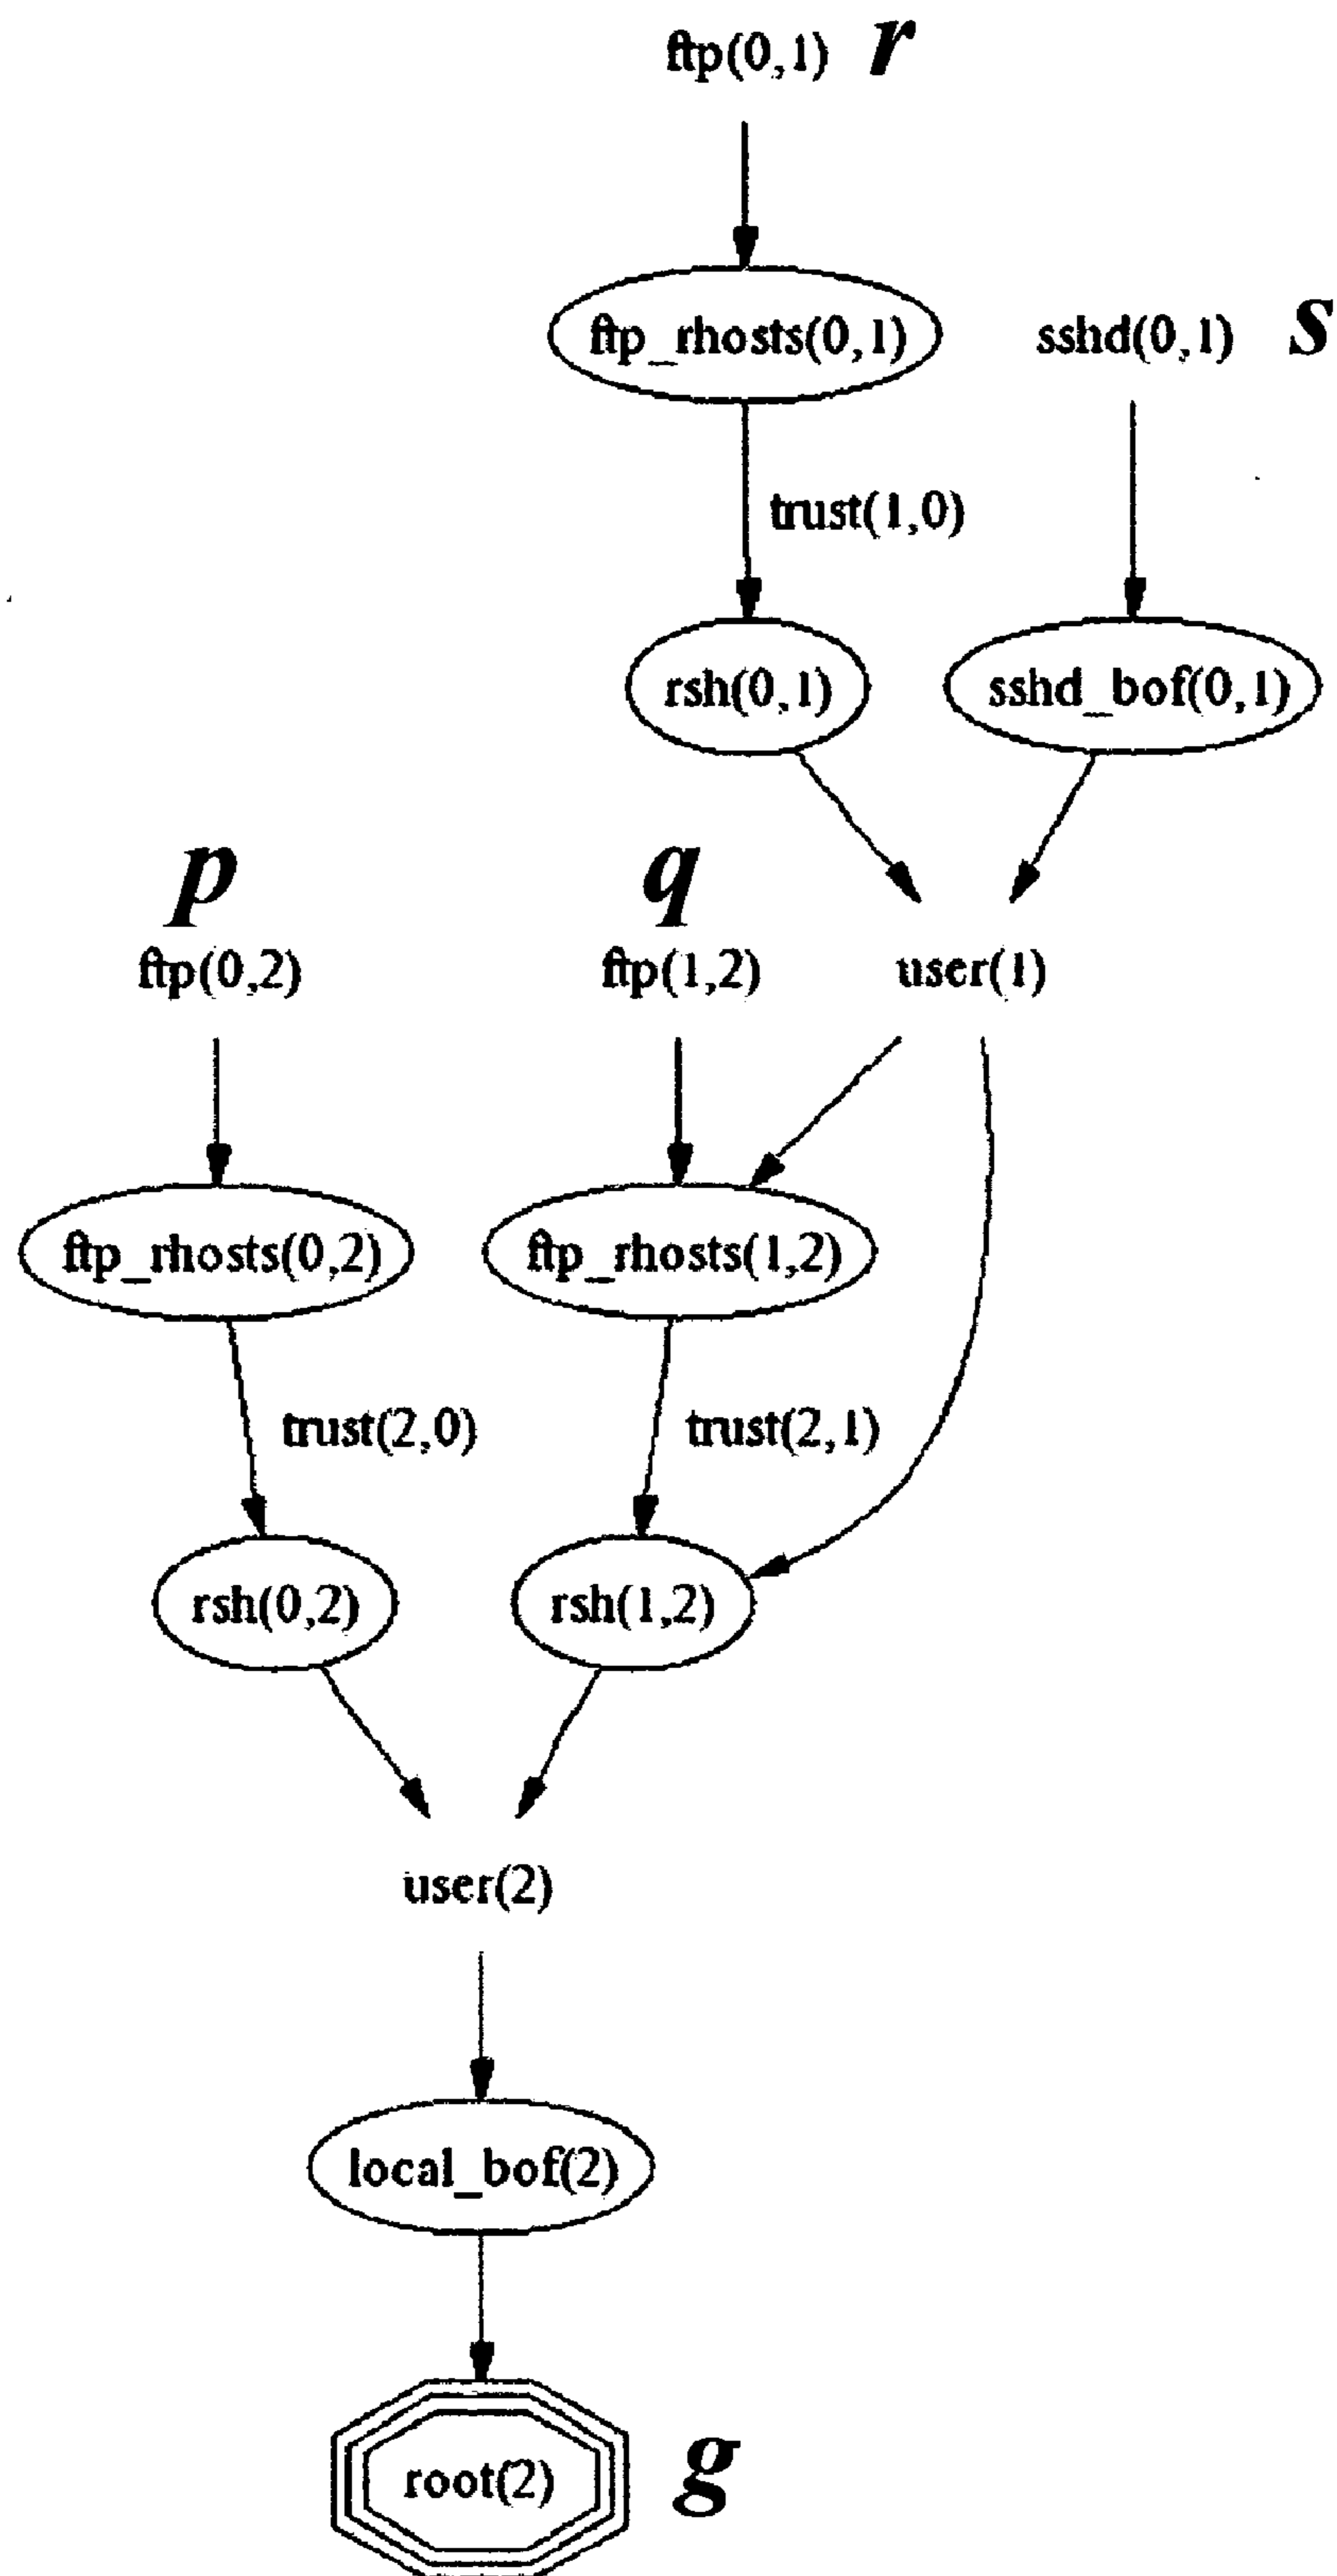 ftp(0,1) r
ftp_rhosts(0,1)
sshd(0,1) s
trust(1,0)
rsh(0,1)
sshd_bof(0,1)
p
q
ftp(0,2)
ftp(1,2)
user(1)
ftp_rhosts(0,2)
ftp_rhosts(1,2)
trust(2,0)
trust(2,1)
rsh(0,2)
rsh(1,2)
user(2)
local_bof(2)
root(2) g